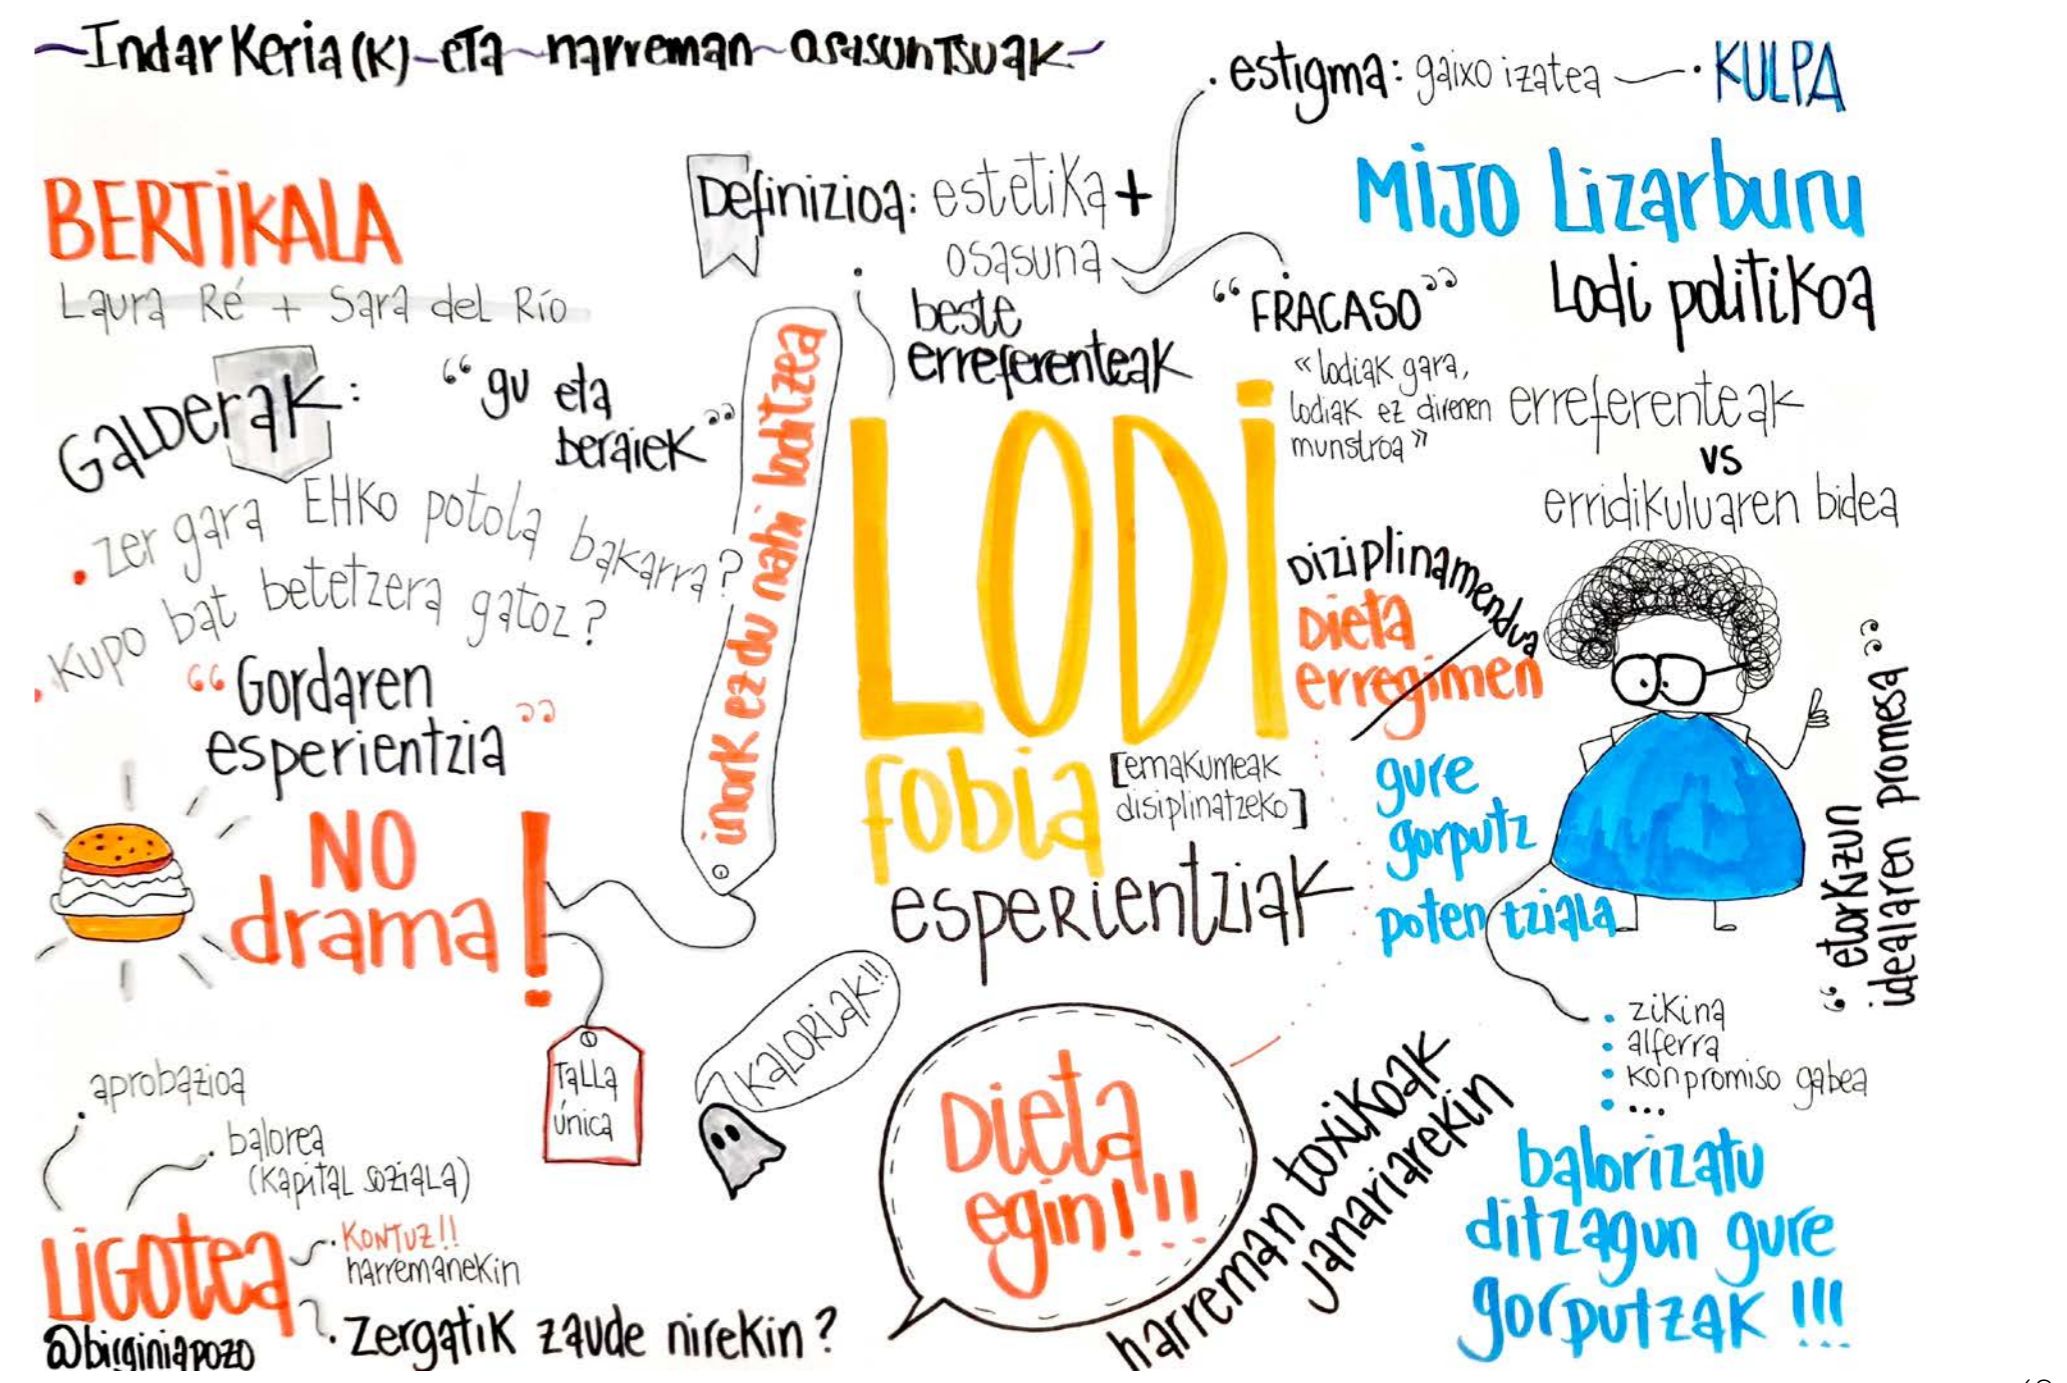 Indarkeria(k) eta harreman osasuntsuak
BERTIKALA
Laura Ré + Sara del Río
GALDERAK:
"gu eta
beraiek"
. zer gara EHko potola bakarra?
. kupo bat betetzera gatoz?
"Gordaren
esperientzia"
NO
drama!
TALLA
única
aprobazioa
. balorea
(kapital soziala)
LIGOTEA
. KONTUZ!!
harremanekin
. zergatik zaude nirekin?
@birginiapozo
inork ez du nahi loditzea
Definizioa: estetika +
osasuna
beste
erreferenteak
LODI
fobia
[emakumeak
disiplinatzeko]
esperientziak
KALORIAK!!
Dieta
egin!!!
harreman toxikoak
janariarekin
. estigma: gaixo izatea
. KULPA
"FRACASO"
«lodiak gara,
lodiak ez direnen
munstroa»
MIJO Lizarburu
Lodi politikoa
erreferenteak
vs
erridikuluaren bidea
Diziplinamendua
Dieta
erregimen
gure
gorputz
potentziala
"etorkizun
idealaren promesa"
• zikina
• alferra
• konpromiso gabea
• ...
balorizatu
ditzagun gure
gorputzak !!!